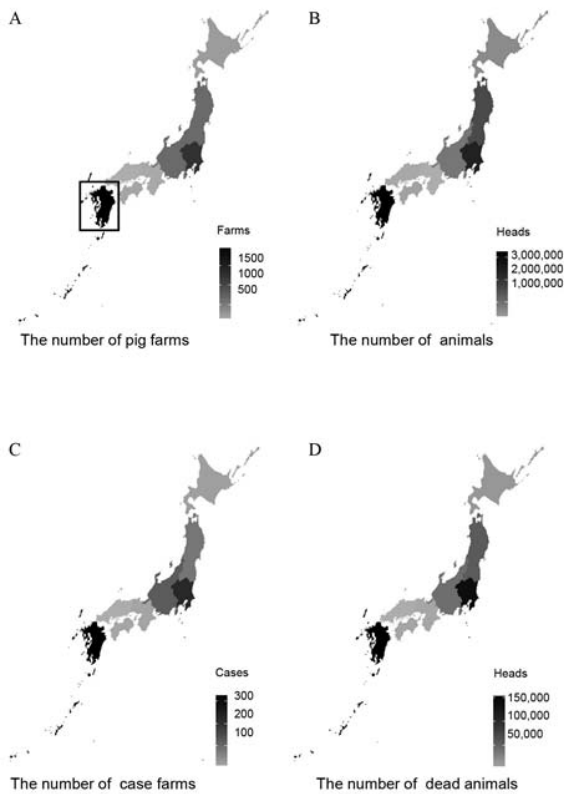 A
B
Farms
1500
1000
500
Heads
3,000,000
2,000,000
1,000,000
The number of pig farms
The number of animals
C
D
Cases
300
200
100
Heads
150,000
100,000
50,000
The number of case farms
The number of dead animals